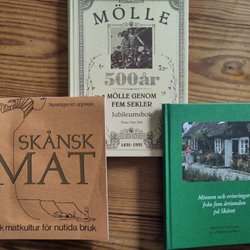 MÖLLE
500 år
MÖLLE GENOM
FEM SEKLER
Jubileumsbok
1491-1991
Nyredigerad upplaga
SKÅNSK
MAT
k matkultur för nutida bruk
Minnen och erinringar
från fem årtionden
på Skäret